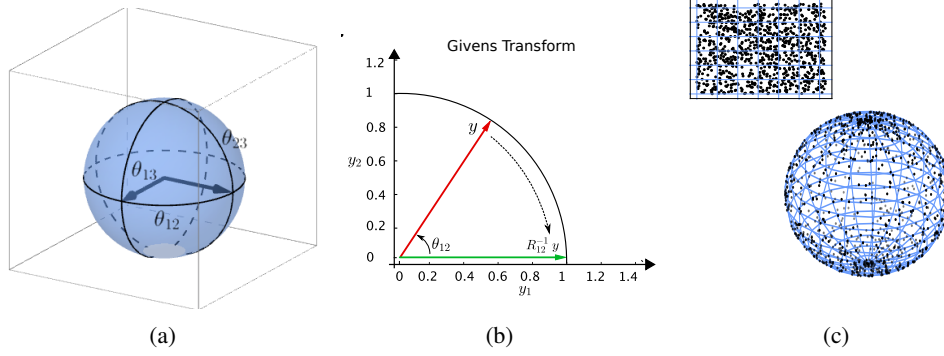 θ₂₃
θ₁₃
θ₁₂
(a)
Givens Transform
1.2
1
0.8
y
y₂
0.6
0.4
0.2
θ₁₂
R₁₂⁻¹ y
0
0 0.2 0.4 0.6 0.8 1 1.2 1.4
y₁
(b)
(c)